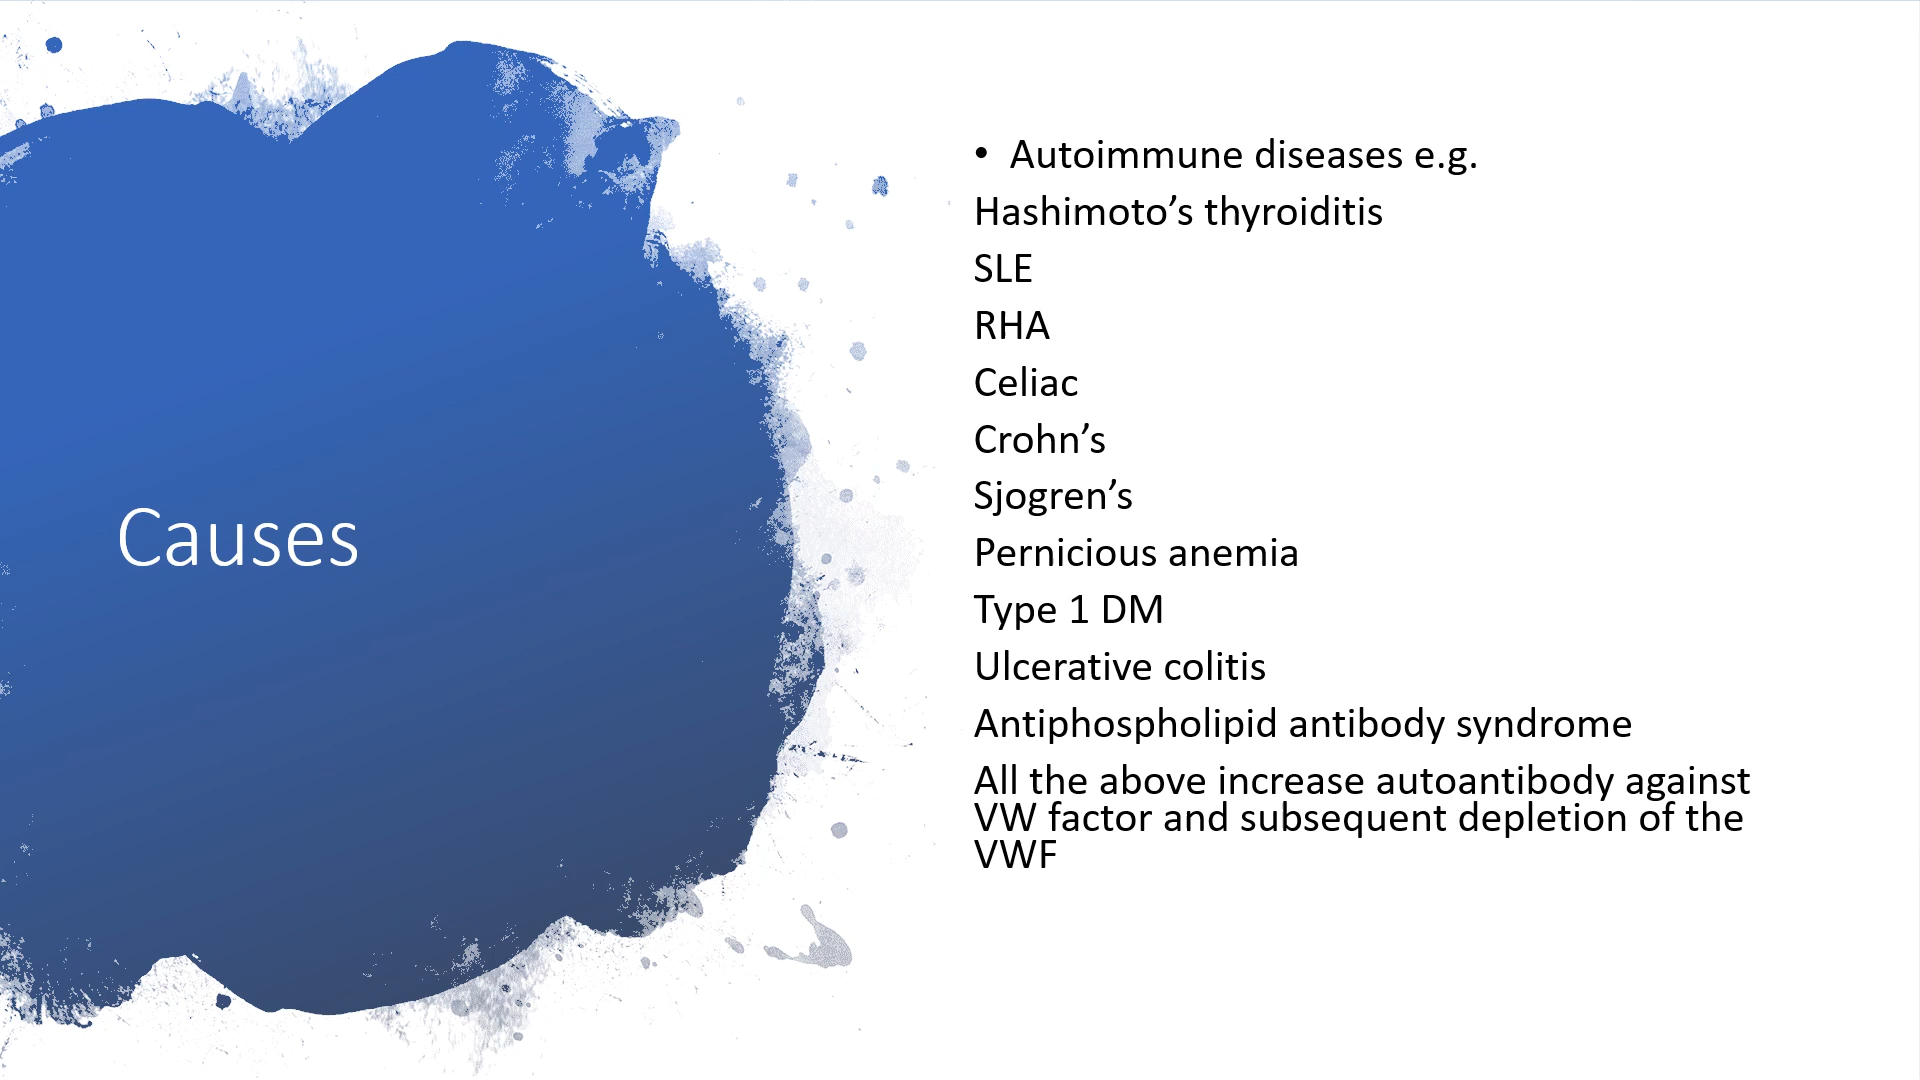 Causes
• Autoimmune diseases e.g.
Hashimoto’s thyroiditis
SLE
RHA
Celiac
Crohn’s
Sjogren’s
Pernicious anemia
Type 1 DM
Ulcerative colitis
Antiphospholipid antibody syndrome
All the above increase autoantibody against
VW factor and subsequent depletion of the
VWF